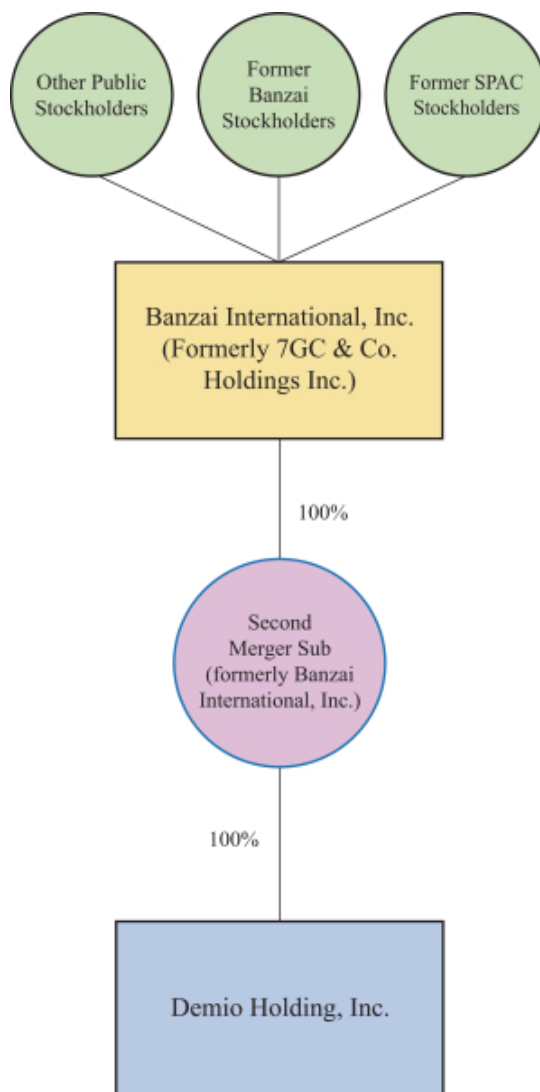 Other Public
Stockholders
Former
Banzai
Stockholders
Former SPAC
Stockholders
Banzai International, Inc.
(Formerly 7GC & Co.
Holdings Inc.)
100%
Second
Merger Sub
(formerly Banzai
International, Inc.)
100%
Demio Holding, Inc.